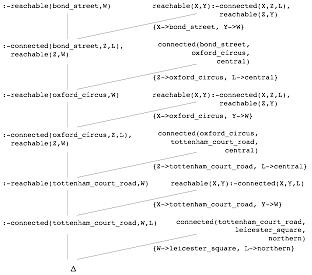 :-reachable(bond_street,W)
reachable(X,Y):-connected(X,Z,L),
reachable(Z,Y)
{X->bond_street, Y->W}
:-connected(bond_street,Z,L),
reachable(Z,W)
connected(bond_street,
oxford_circus,
central)
{Z->oxford_circus, L->central}
:-reachable(oxford_circus,W)
reachable(X,Y):-connected(X,Z,L),
reachable(Z,Y)
{X->oxford_circus, Y->W}
:-connected(oxford_circus,Z,L),
reachable(Z,W)
connected(oxford_circus,
tottenham_court_road,
central)
{Z->tottenham_court_road, L->central}
:-reachable(tottenham_court_road,W)
reachable(X,Y):-connected(X,Y,L)
{X->tottenham_court_road, Y->W}
:-connected(tottenham_court_road,W,L)
connected(tottenham_court_road,
leicester_square,
northern)
{W->leicester_square, L->northern}